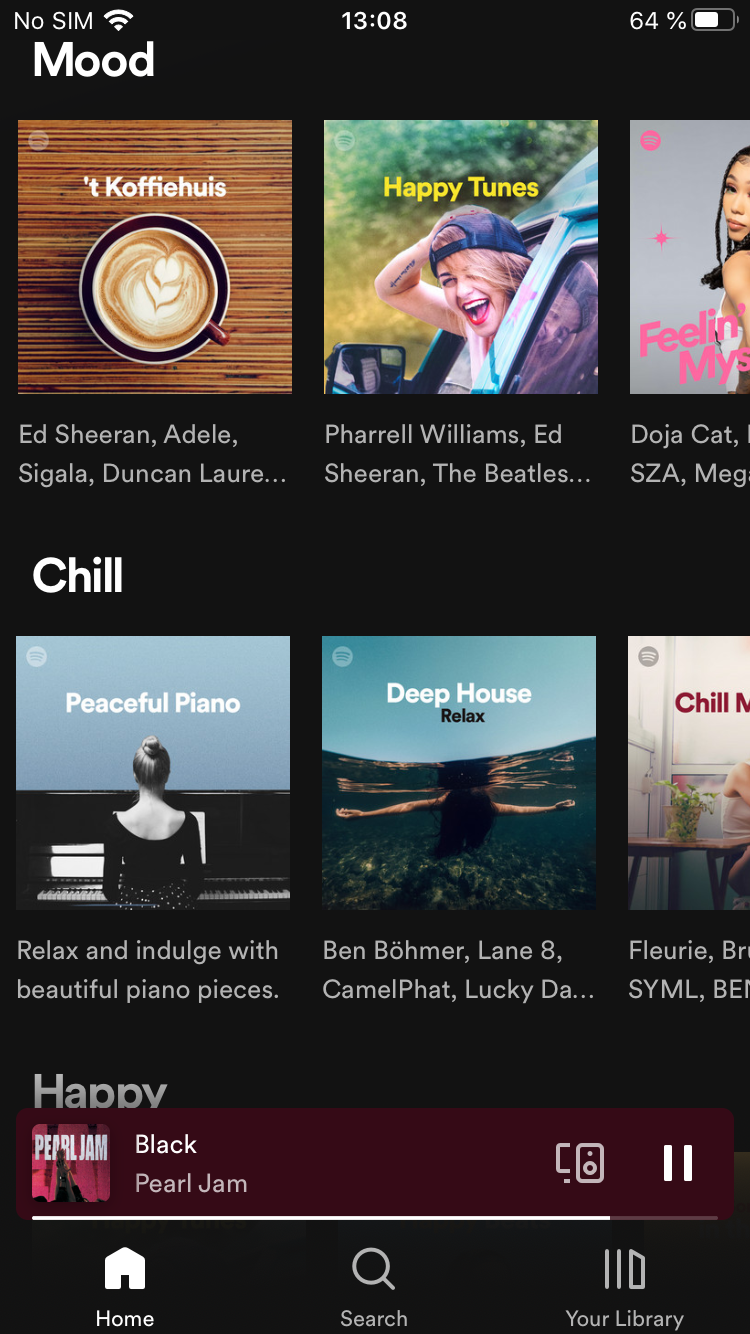 No SIM 13:08 64 %
Mood
't Koffiehuis
Happy Tunes
Feelin'
Mys
Ed Sheeran, Adele,
Sigala, Duncan Laure...
Pharrell Williams, Ed
Sheeran, The Beatles...
Doja Cat,
SZA, Mega
Chill
Peaceful Piano
Deep House
Relax
Chill M
Relax and indulge with
beautiful piano pieces.
Ben Böhmer, Lane 8,
CamelPhat, Lucky Da...
Fleurie, Bru
SYML, BEN
Happy
PEARL JAM
Black
Pearl Jam
Home
Search
Your Library